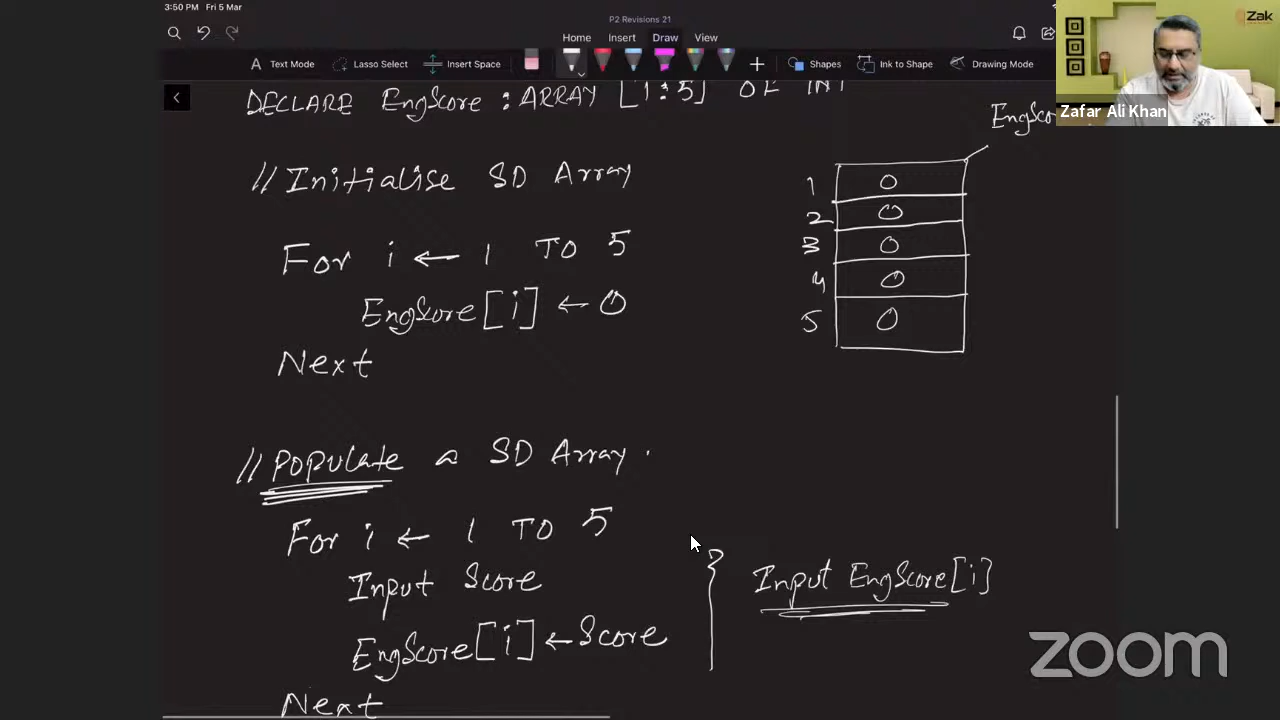 3:50 PM Fri 5 Mar
Zak
P2 Revisions 21
Home Insert Draw View
Text Mode Lasso Select Insert Space Shapes Ink to Shape Drawing Mode
Zafar Ali Khan
DECLARE EngScore : ARRAY [1:5] OF INT
EngSco
// Initialise SD Array
For i ← 1 TO 5
EngScore[i] ← 0
Next
1 0
2 0
3 0
4 0
5 0
// Populate a SD Array.
For i ← 1 TO 5
Input Score
EngScore[i] ← Score
Next
} Input EngScore[i]
zoom